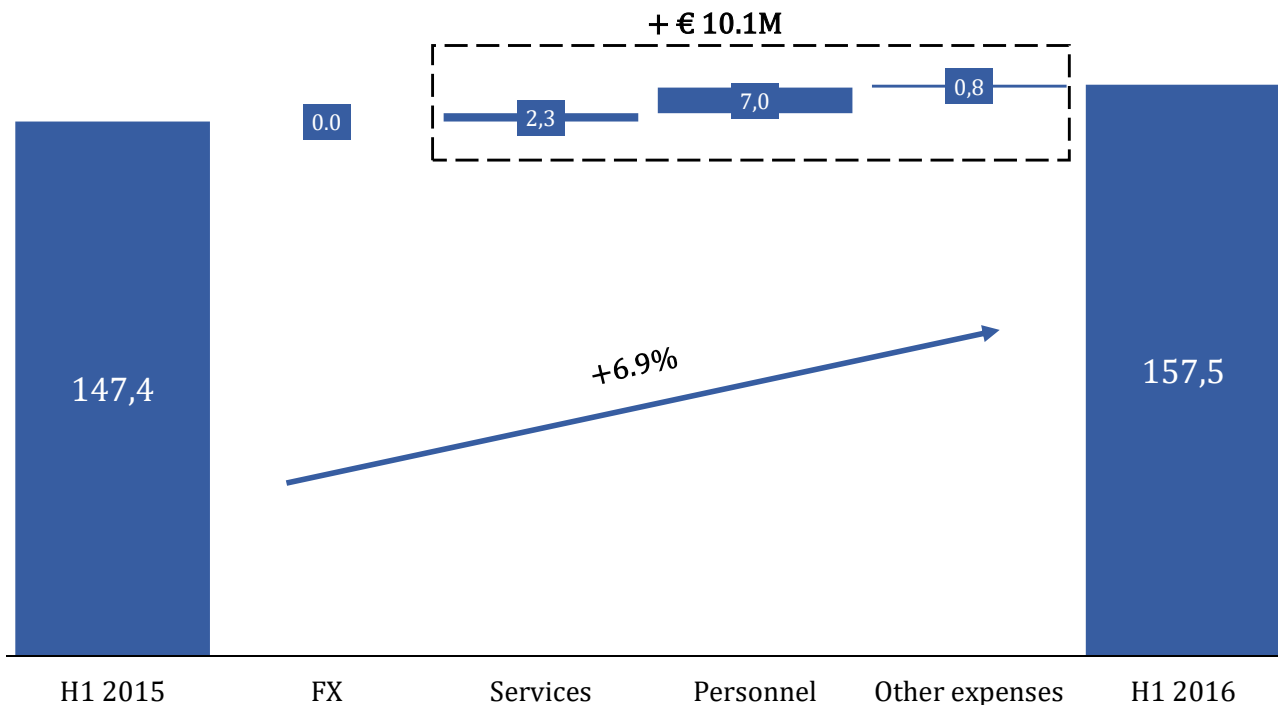 + € 10.1M
0.0
2,3
7,0
0,8
+6.9%
147,4
157,5
H1 2015
FX
Services
Personnel
Other expenses
H1 2016